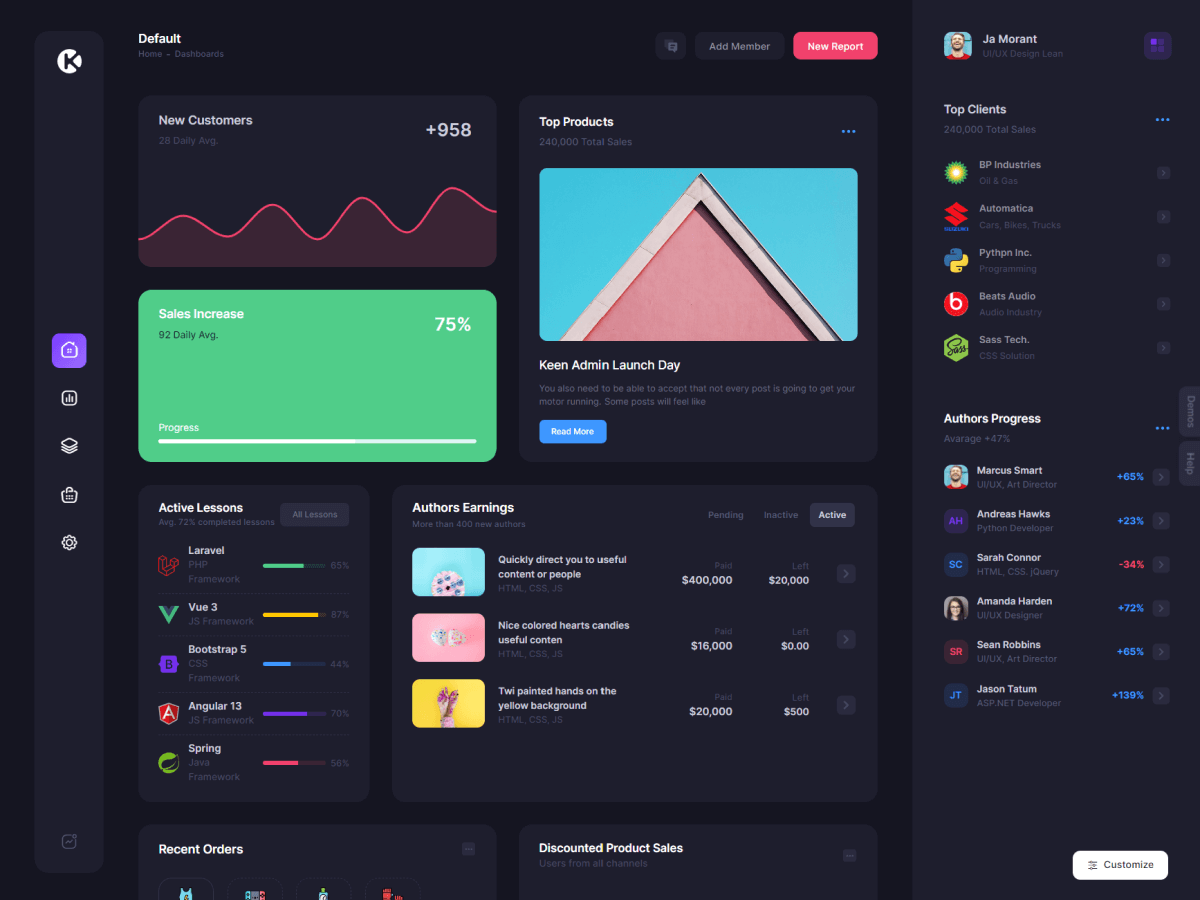 Default
Home – Dashboards
Add Member
New Report
New Customers
28 Daily Avg.
+958
Sales Increase
92 Daily Avg.
75%
Progress
Top Products
240,000 Total Sales
Keen Admin Launch Day
You also need to be able to accept that not every post is going to get your
motor running. Some posts will feel like
Read More
Active Lessons
Avg. 72% completed lessons
All Lessons
Laravel
PHP
Framework
65%
Vue 3
JS Framework
87%
B
Bootstrap 5
CSS
Framework
44%
Angular 13
JS Framework
70%
Spring
Java
Framework
56%
Authors Earnings
More than 400 new authors
Pending
Inactive
Active
Quickly direct you to useful
content or people
HTML, CSS, JS
Paid
$400,000
Left
$20,000
Nice colored hearts candies
useful conten
HTML, CSS, JS
Paid
$16,000
Left
$0.00
Twi painted hands on the
yellow background
HTML, CSS, JS
Paid
$20,000
Left
$500
Recent Orders
Discounted Product Sales
Users from all channels
Ja Morant
UI/UX Design Lean
Top Clients
240,000 Total Sales
BP Industries
Oil & Gas
SUZUKI
Automatica
Cars, Bikes, Trucks
Pythpn Inc.
Programming
Beats Audio
Audio Industry
Sass
Sass Tech.
CSS Solution
Authors Progress
Avarage +47%
Marcus Smart
UI/UX, Art Director
+65%
AH
Andreas Hawks
Python Developer
+23%
SC
Sarah Connor
HTML, CSS. jQuery
-34%
Amanda Harden
UI/UX Designer
+72%
SR
Sean Robbins
UI/UX, Art Director
+65%
JT
Jason Tatum
ASP.NET Developer
+139%
Demos
Help
Customize